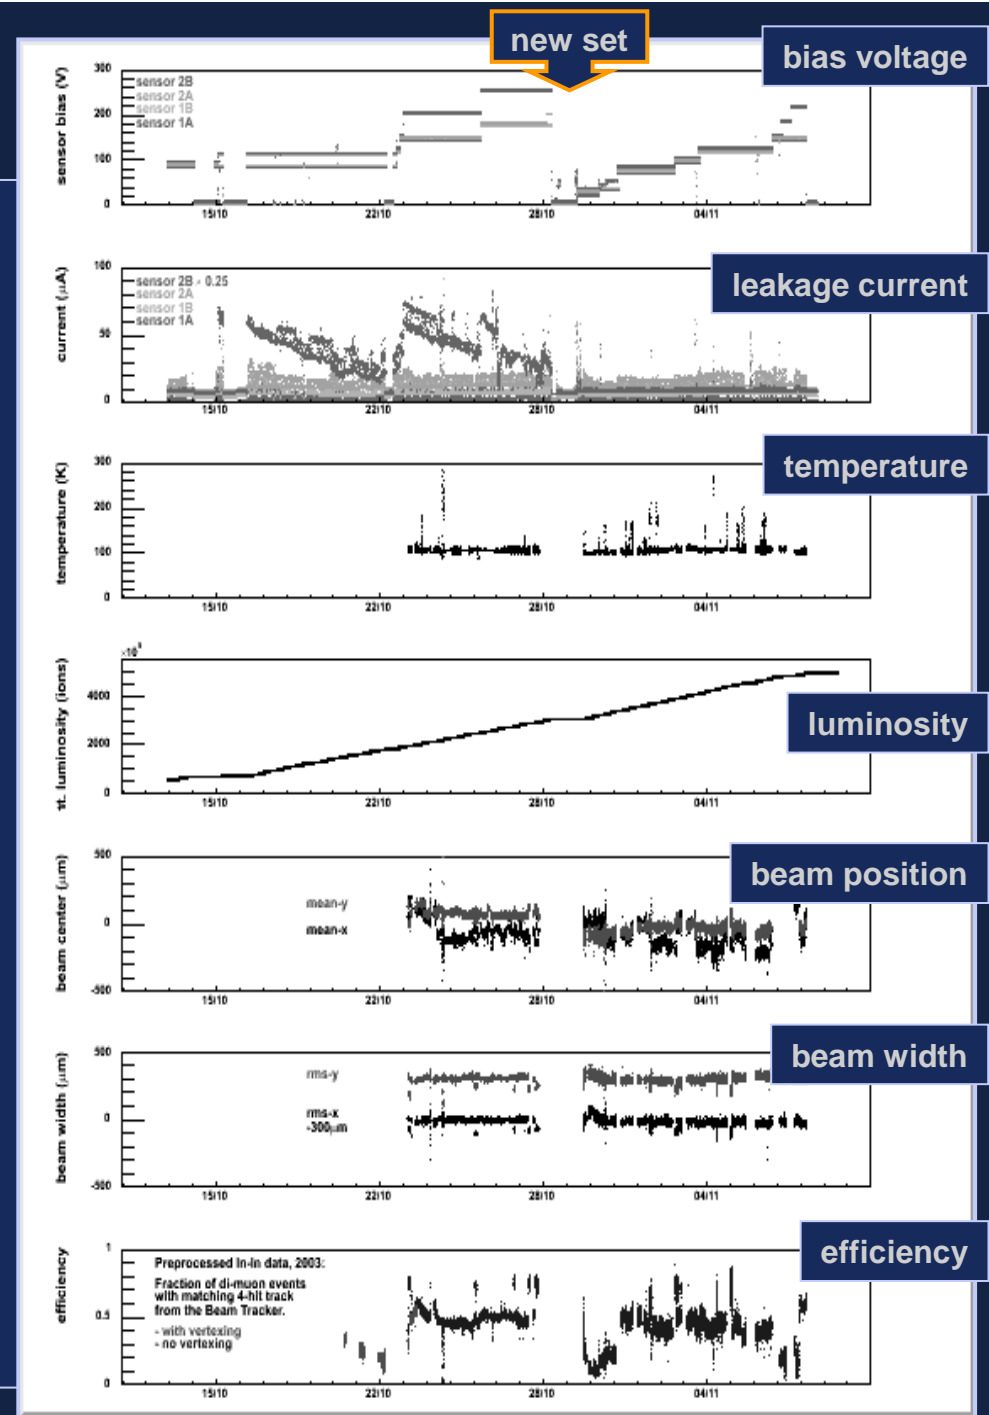 new set
bias voltage
sensor bias (V)
300
200
100
0
sensor 2B
sensor 2A
sensor 1B
sensor 1A
15/10
22/10
28/10
04/11
leakage current
current (μA)
100
50
0
sensor 2B × 0.25
sensor 2A
sensor 1B
sensor 1A
15/10
22/10
28/10
04/11
temperature
temperature (K)
300
200
100
0
15/10
22/10
28/10
04/11
luminosity
luminosity (ions)
4000
2000
0
15/10
22/10
28/10
04/11
beam position
beam center (μm)
500
0
-500
mean-y
mean-x
15/10
22/10
28/10
04/11
beam width
beam width (μm)
500
0
-500
rms-y
rms-x
-300μm
15/10
22/10
28/10
04/11
efficiency
efficiency
1
0.5
0
Preprocessed In-In data, 2003:
Fraction of di-muon events
with matching 4-hit track
from the Beam Tracker.
- with vertexing
- no vertexing
15/10
22/10
28/10
04/11